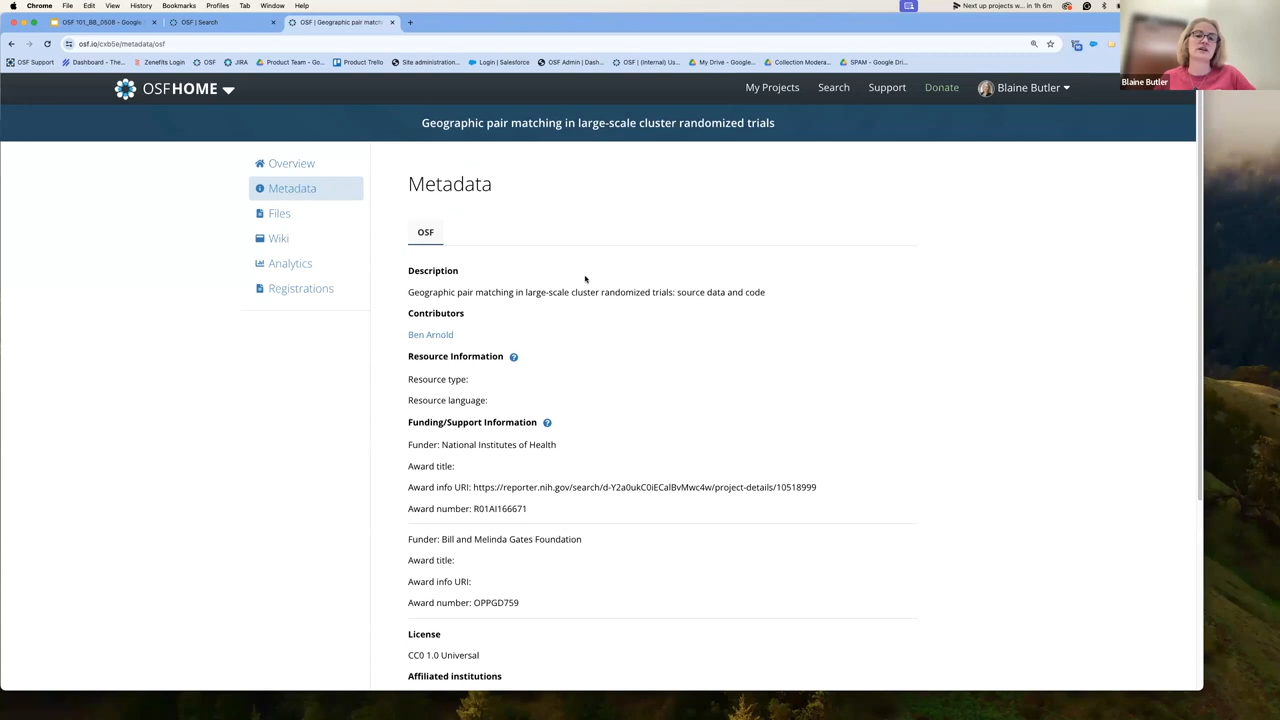 Chrome File Edit View History Bookmarks Profiles Tab Window Help Next up projects w... in 1h 6m
OSF 101_BB_0508 - Google OSF | Search OSF | Geographic pair match
osf.io/cxb5e/metadata/osf
OSF Support Dashboard - The... Zenefits Login OSF JIRA Product Team - Go... Product Trello Site administration... Login | Salesforce OSF Admin | Dash... OSF | (Internal) Us... My Drive - Google... Collection Modera... SPAM - Google Dri...
Blaine Butler
OSFHOME My Projects Search Support Donate Blaine Butler
Geographic pair matching in large-scale cluster randomized trials
Overview
Metadata
Files
Wiki
Analytics
Registrations
Metadata
OSF
Description
Geographic pair matching in large-scale cluster randomized trials: source data and code
Contributors
Ben Arnold
Resource Information
Resource type:
Resource language:
Funding/Support Information
Funder: National Institutes of Health
Award title:
Award info URI: https://reporter.nih.gov/search/d-Y2a0ukC0iECalBvMwc4w/project-details/10518999
Award number: R01AI166671
Funder: Bill and Melinda Gates Foundation
Award title:
Award info URI:
Award number: OPPGD759
License
CC0 1.0 Universal
Affiliated institutions